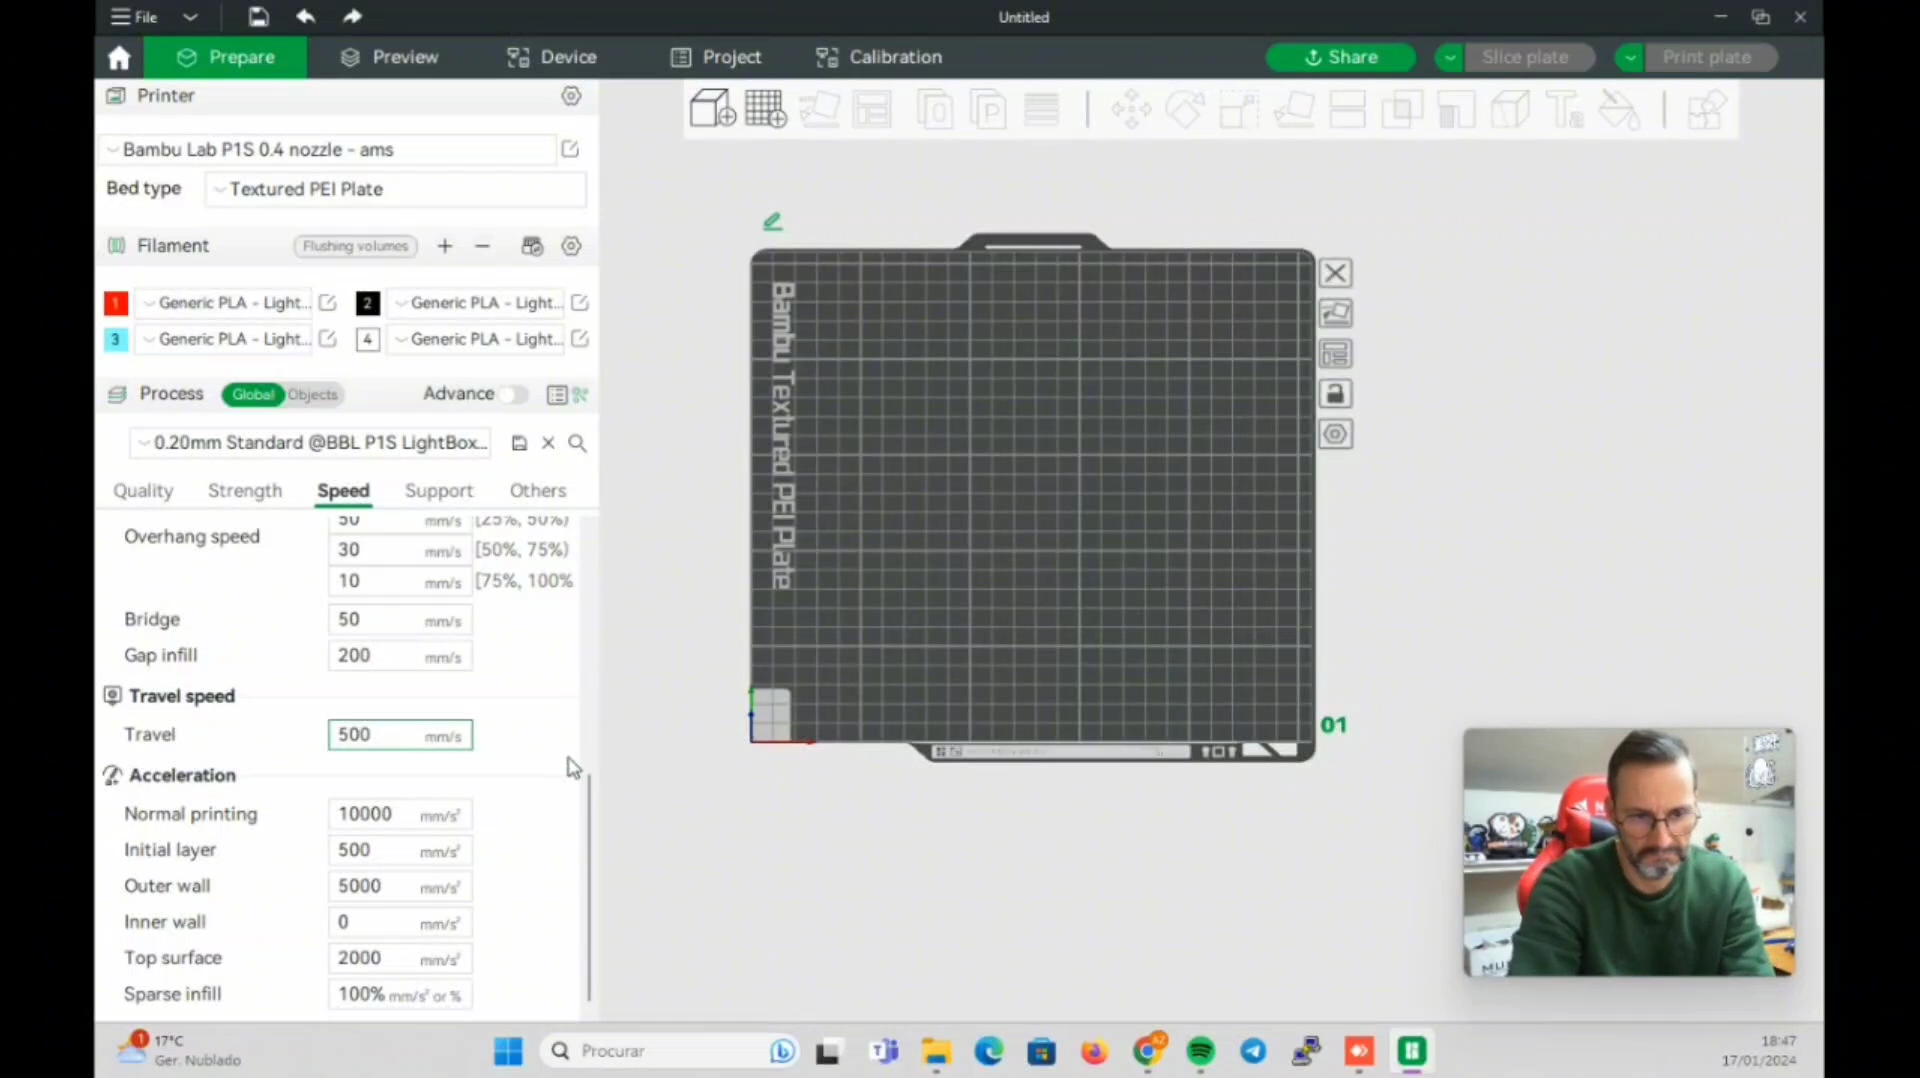 File
Untitled
Prepare
Preview
Device
Project
Calibration
Share
Slice plate
Print plate
Printer
Bambu Lab P1S 0.4 nozzle - ams
Bed type
Textured PEI Plate
Filament
Flushing volumes
1 Generic PLA - Light...
2 Generic PLA - Light...
3 Generic PLA - Light...
4 Generic PLA - Light...
Process
Global
Objects
Advance
0.20mm Standard @BBL P1S LightBox...
Quality
Strength
Speed
Support
Others
50 mm/s [25%, 50%)
Overhang speed
30 mm/s [50%, 75%)
10 mm/s [75%, 100%
Bridge 50 mm/s
Gap infill 200 mm/s
Travel speed
Travel 500 mm/s
Acceleration
Normal printing 10000 mm/s²
Initial layer 500 mm/s²
Outer wall 5000 mm/s²
Inner wall 0 mm/s²
Top surface 2000 mm/s²
Sparse infill 100% mm/s² or %
Bambu Textured PEI Plate
01
1
17°C
Ger. Nublado
Procurar
18:47
17/01/2024